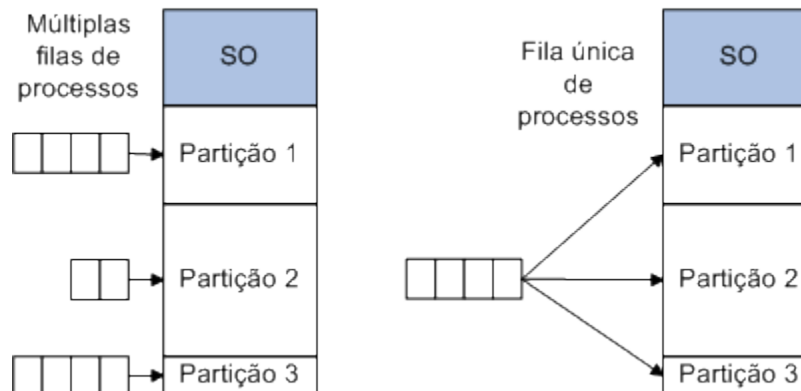 Múltiplas
filas de
processos
SO
Partição 1
Partição 2
Partição 3
Fila única
de
processos
SO
Partição 1
Partição 2
Partição 3